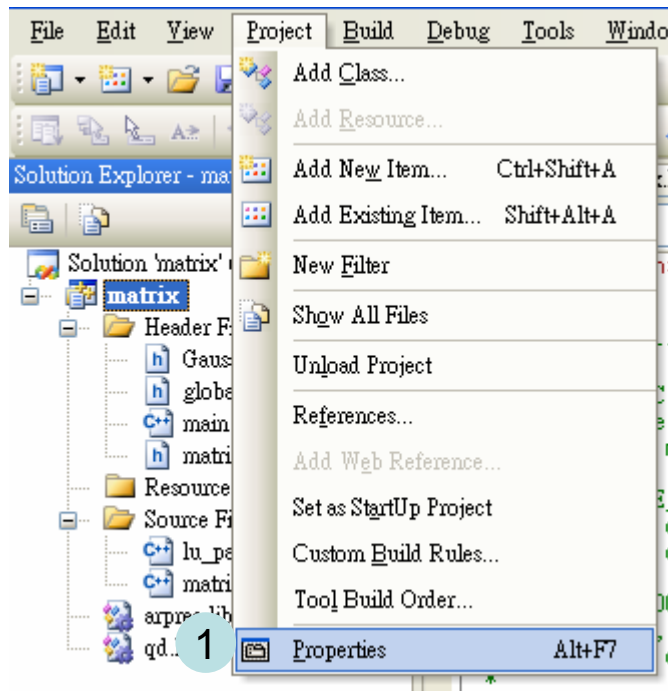 File Edit View Project Build Debug Tools Windo
Add Class...
Add Resource...
Solution Explorer - ma
Add New Item... Ctrl+Shift+A
Add Existing Item... Shift+Alt+A
Solution 'matrix'
New Filter
matrix
Header F
Show All Files
Gaus
Unload Project
globa
main
References...
matri
Add Web Reference...
Resource
Set as StartUp Project
Source Fi
lu_pa
Custom Build Rules...
matri
Tool Build Order...
qd.
1
Properties Alt+F7